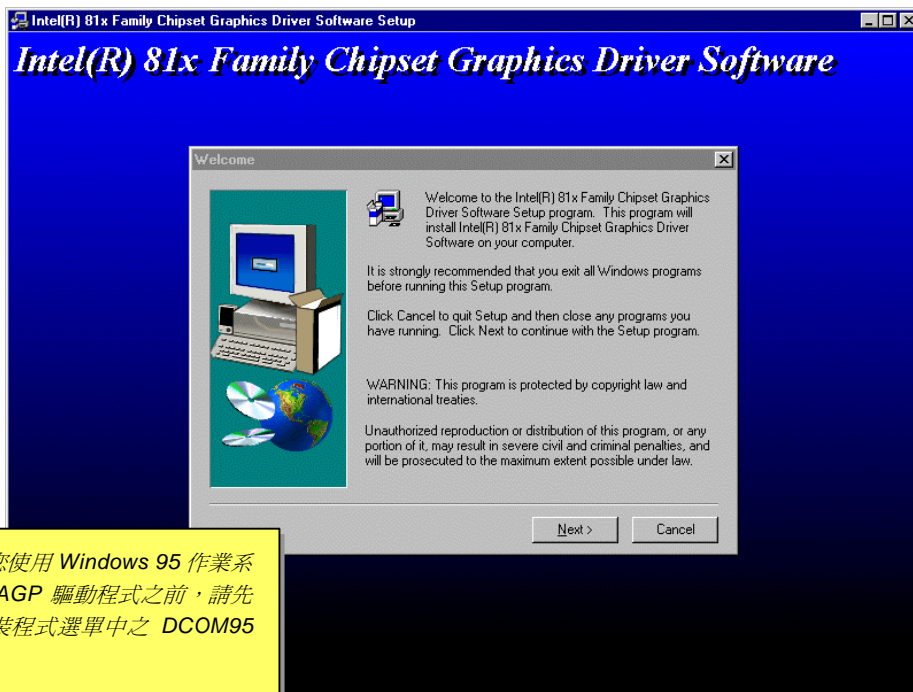 Intel(R) 81x Family Chipset Graphics Driver Software Setup
Intel(R) 81x Family Chipset Graphics Driver Software
Welcome
Welcome to the Intel(R) 81x Family Chipset Graphics
Driver Software Setup program. This program will
install Intel(R) 81x Family Chipset Graphics Driver
Software on your computer.
It is strongly recommended that you exit all Windows programs
before running this Setup program.
Click Cancel to quit Setup and then close any programs you
have running. Click Next to continue with the Setup program.
WARNING: This program is protected by copyright law and
international treaties.
Unauthorized reproduction or distribution of this program, or any
portion of it, may result in severe civil and criminal penalties, and
will be prosecuted to the maximum extent possible under law.
Next >
Cancel
您使用 Windows 95 作業系
AGP 驅動程式之前，請先
裝程式選單中之 DCOM95